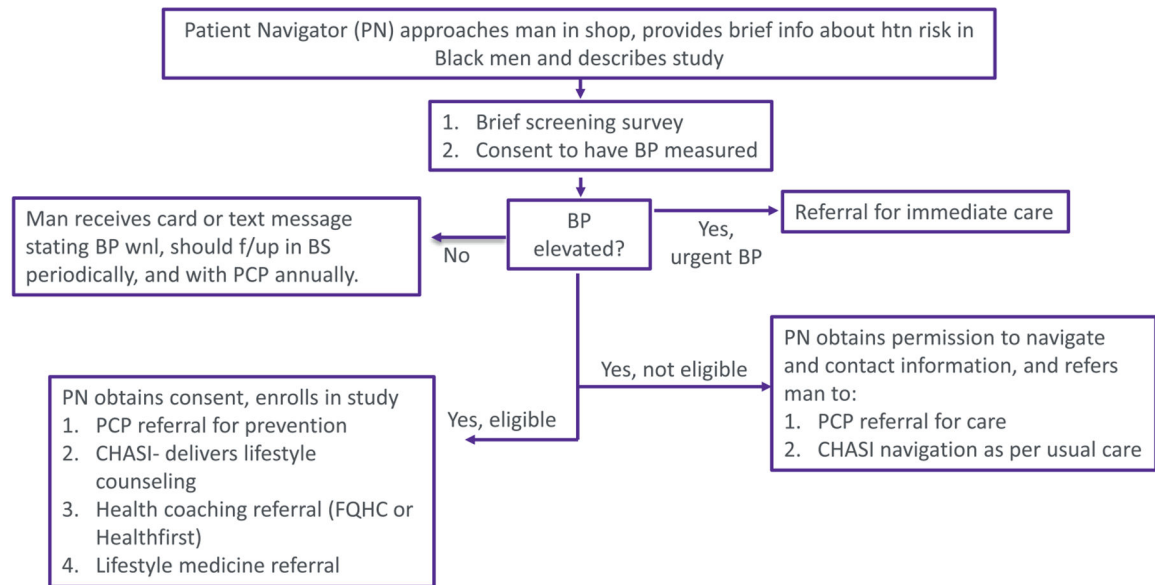 Patient Navigator (PN) approaches man in shop, provides brief info about htn risk in
Black men and describes study
1. Brief screening survey
2. Consent to have BP measured
BP
elevated?
Man receives card or text message
stating BP wnl, should f/up in BS
periodically, and with PCP annually.
No
Yes,
urgent BP
Referral for immediate care
Yes, not eligible
PN obtains permission to navigate
and contact information, and refers
man to:
1. PCP referral for care
2. CHASI navigation as per usual care
Yes, eligible
PN obtains consent, enrolls in study
1. PCP referral for prevention
2. CHASI- delivers lifestyle
counseling
3. Health coaching referral (FQHC or
Healthfirst)
4. Lifestyle medicine referral